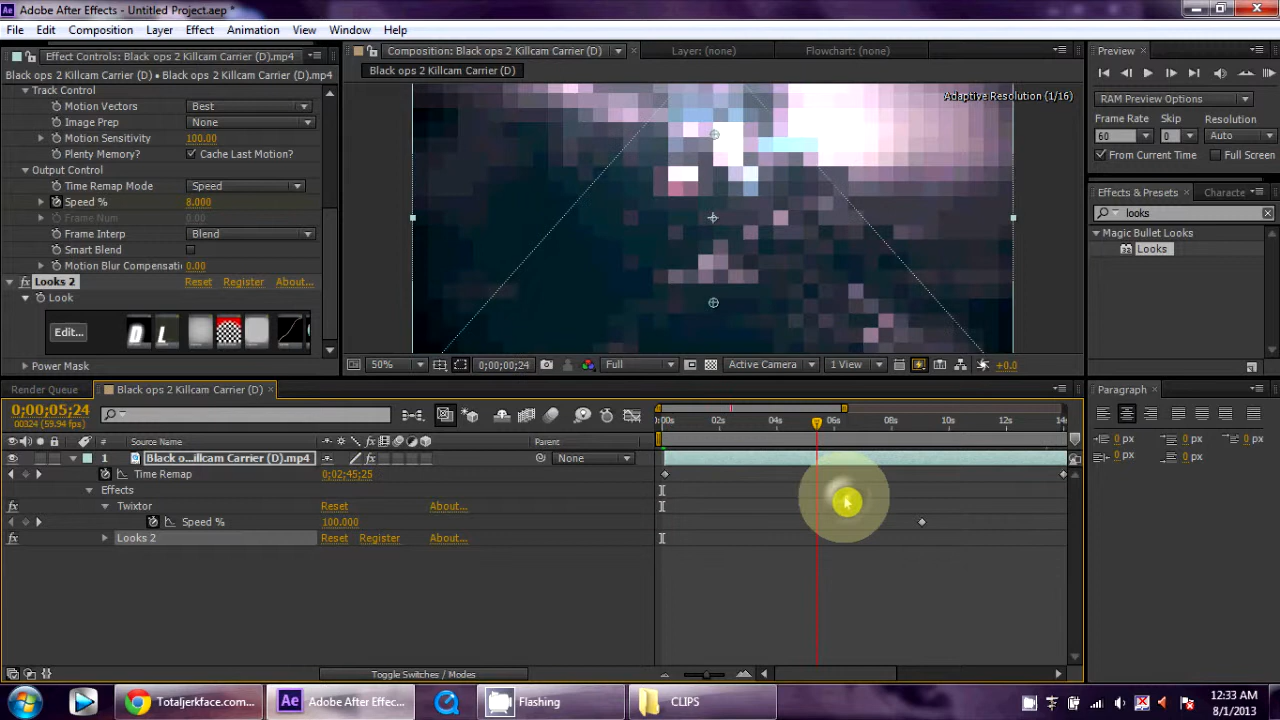 Adobe After Effects - Untitled Project.aep *
File Edit Composition Layer Effect Animation View Window Help
Effect Controls: Black ops 2 Killcam Carrier (D).mp4
Black ops 2 Killcam Carrier (D) • Black ops 2 Killcam Carrier (D).mp4
Track Control
Motion Vectors Best
Image Prep None
Motion Sensitivity 100.00
Plenty Memory? Cache Last Motion?
Output Control
Time Remap Mode Speed
Speed % 8.000
Frame Num 0.00
Frame Interp Blend
Smart Blend
Motion Blur Compensati 0.00
Looks 2 Reset Register About...
Look
Edit... D L
Power Mask
Composition: Black ops 2 Killcam Carrier (D) Layer: (none) Flowchart: (none)
Black ops 2 Killcam Carrier (D)
Adaptive Resolution (1/16)
50% 0;00;00;24 Full Active Camera 1 View +0.0
Preview
RAM Preview Options
Frame Rate Skip Resolution
60 0 Auto
From Current Time Full Screen
Effects & Presets Characte
looks
Magic Bullet Looks
Looks
Render Queue Black ops 2 Killcam Carrier (D)
0;00;05;24
00324 (59.94 fps)
# Source Name Parent
1 Black o...illcam Carrier (D).mp4 None
Time Remap 0;02;45;25
Effects
Twixtor Reset About...
Speed % 100.000
Looks 2 Reset Register About...
:00s 02s 04s 06s 08s 10s 12s
Toggle Switches / Modes
Paragraph
0 px 0 px 0 px
0 px 0 px
Totaljerkface.com... Adobe After Effec... Flashing CLIPS
12:33 AM
8/1/2013